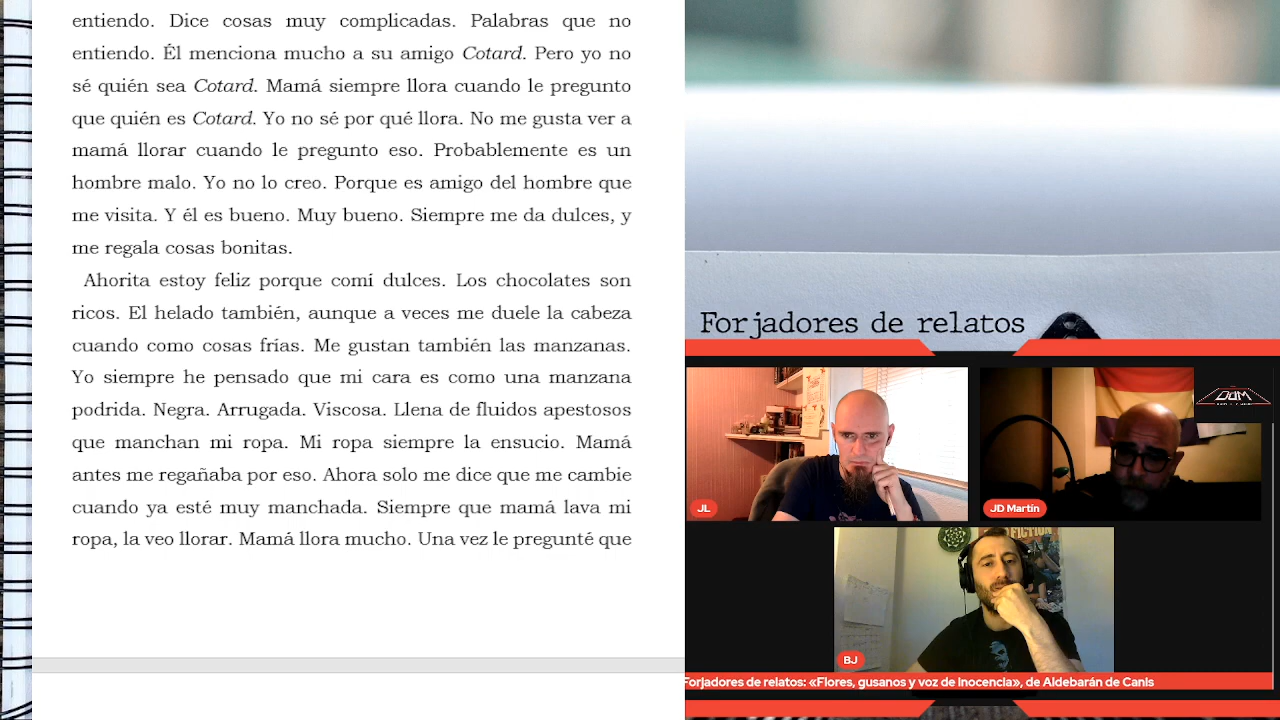 entiendo. Dice cosas muy complicadas. Palabras que no
entiendo. Él menciona mucho a su amigo Cotard. Pero yo no
sé quién sea Cotard. Mamá siempre llora cuando le pregunto
que quién es Cotard. Yo no sé por qué llora. No me gusta ver a
mamá llorar cuando le pregunto eso. Probablemente es un
hombre malo. Yo no lo creo. Porque es amigo del hombre que
me visita. Y él es bueno. Muy bueno. Siempre me da dulces, y
me regala cosas bonitas.
Ahorita estoy feliz porque comí dulces. Los chocolates son
ricos. El helado también, aunque a veces me duele la cabeza
cuando como cosas frías. Me gustan también las manzanas.
Yo siempre he pensado que mi cara es como una manzana
podrida. Negra. Arrugada. Viscosa. Llena de fluidos apestosos
que manchan mi ropa. Mi ropa siempre la ensucio. Mamá
antes me regañaba por eso. Ahora solo me dice que me cambie
cuando ya esté muy manchada. Siempre que mamá lava mi
ropa, la veo llorar. Mamá llora mucho. Una vez le pregunté que
Forjadores de relatos
JL
JD Martín
FICTION
BJ
Forjadores de relatos: «Flores, gusanos y voz de inocencia», de Aldebarán de Canis